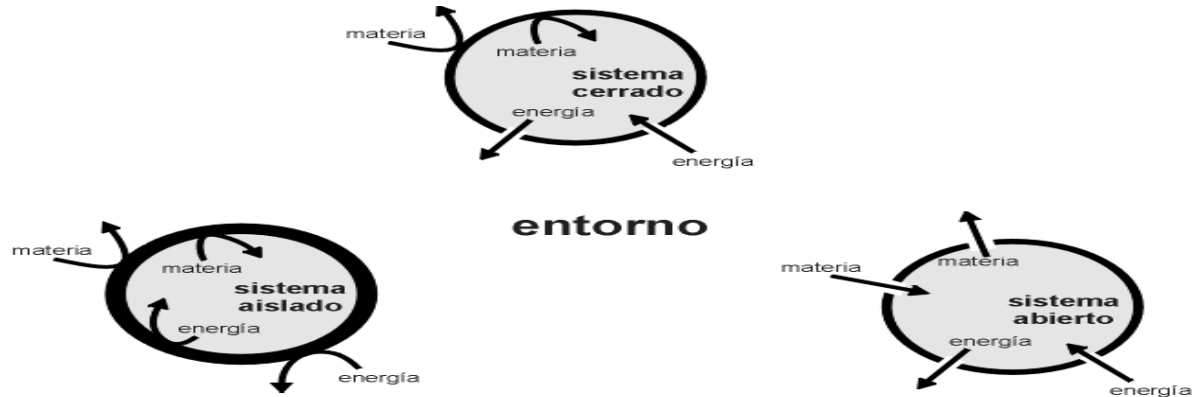 materia
materia
sistema
cerrado
energía
energía
entorno
materia
materia
sistema
aislado
energía
energía
materia
materia
sistema
abierto
energía
energía